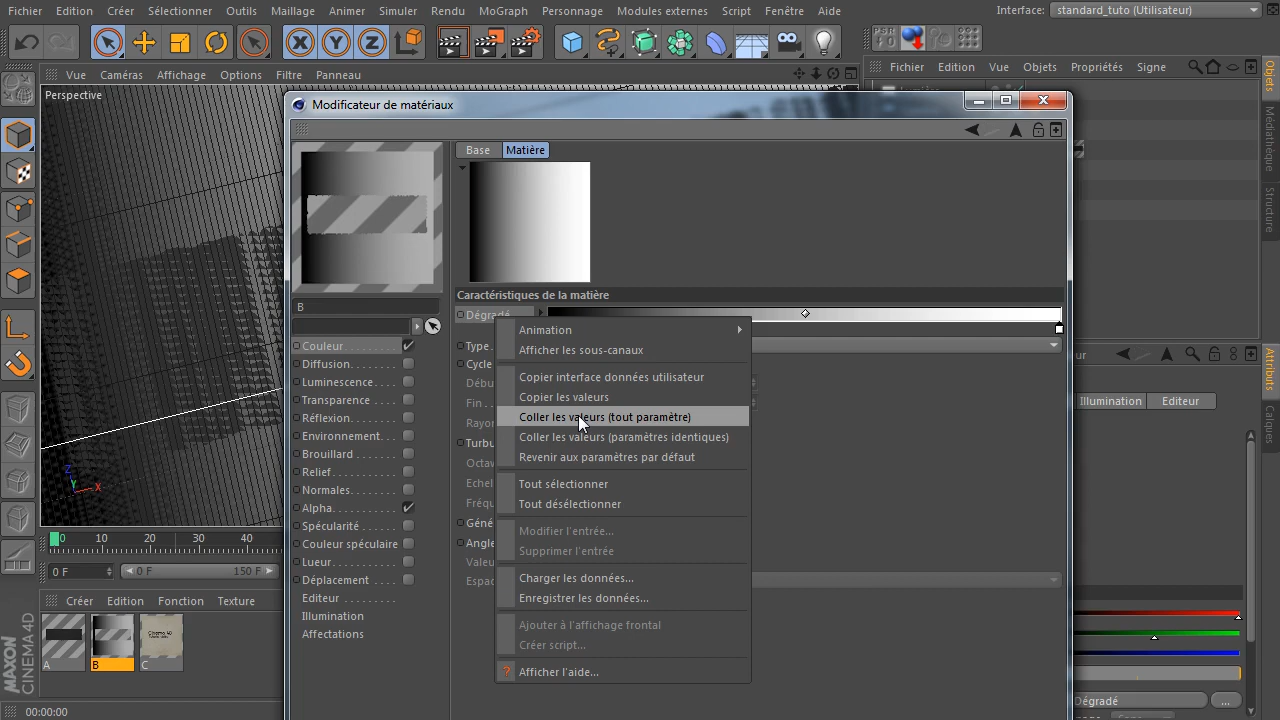 Fichier Edition Créer Sélectionner Outils Maillage Animer Simuler Rendu MoGraph Personnage Modules externes Script Fenêtre Aide Interface: standard_tuto (Utilisateur)
X Y Z PSR
Vue Caméras Affichage Options Filtre Panneau
Fichier Edition Vue Objets Propriétés Signe
Perspective
Modificateur de matériaux
Objets
Médiathèque
Structure
Attributs
Calques
Base Matière
Caractéristiques de la matière
B
Dégradé
Couleur
Diffusion
Luminescence
Transparence
Réflexion
Environnement
Brouillard
Relief
Normales
Alpha
Spécularité
Couleur spéculaire
Lueur
Déplacement
Editeur
Illumination
Affectations
Type
Cycle
Fin
Octav
Echel
Fréqu
Géné
Angle
Animation
Afficher les sous-canaux
Copier interface données utilisateur
Copier les valeurs
Coller les valeurs (tout paramètre)
Coller les valeurs (paramètres identiques)
Revenir aux paramètres par défaut
Tout sélectionner
Tout désélectionner
Modifier l'entrée...
Supprimer l'entrée
Charger les données...
Enregistrer les données...
Ajouter à l'affichage frontal
Créer script...
? Afficher l'aide...
Illumination Editeur
Dégradé ...
Z Y X
0 10 20 30 40
0 F 0 F 150 F
Créer Edition Fonction Texture
Cinema 4D
A B C
MAXON
CINEMA 4D
00:00:00